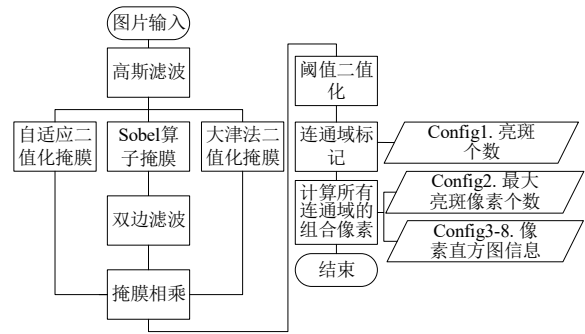 图片输入
高斯滤波
自适应二
值化掩膜
Sobel算
子掩膜
大津法二
值化掩膜
双边滤波
掩膜相乘
阈值二值
化
连通域标
记
Config1. 亮斑
个数
计算所有
连通域的
组合像素
Config2. 最大
亮斑像素个数
Config3-8. 像
素直方图信息
结束